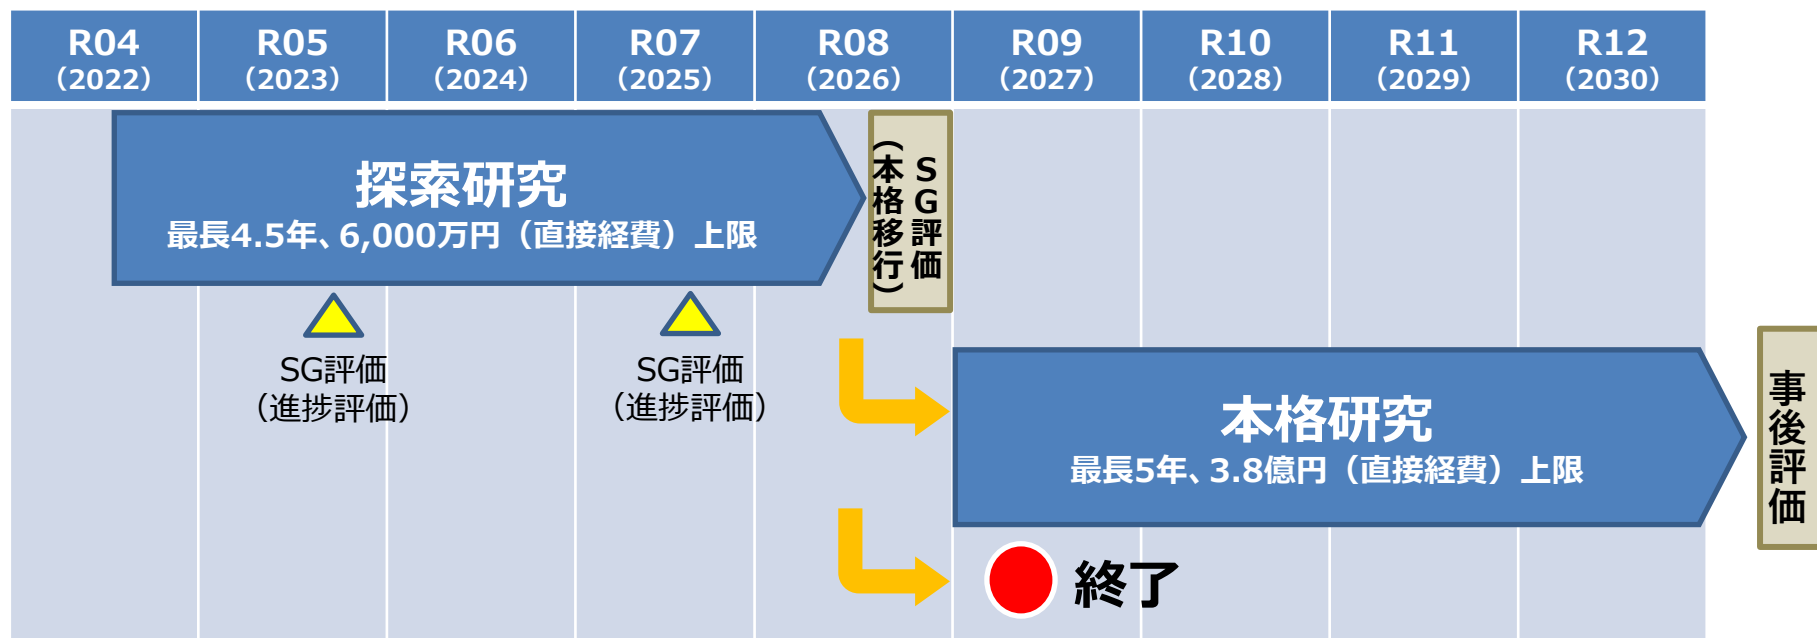 R04
（2022）
R05
（2023）
R06
（2024）
R07
（2025）
R08
（2026）
R09
（2027）
R10
（2028）
R11
（2029）
R12
（2030）
探索研究
最長4.5年、6,000万円（直接経費）上限
ＳＧ評価
（本格移行）
SG評価
（進捗評価）
SG評価
（進捗評価）
本格研究
最長5年、3.8億円（直接経費）上限
事後評価
終了